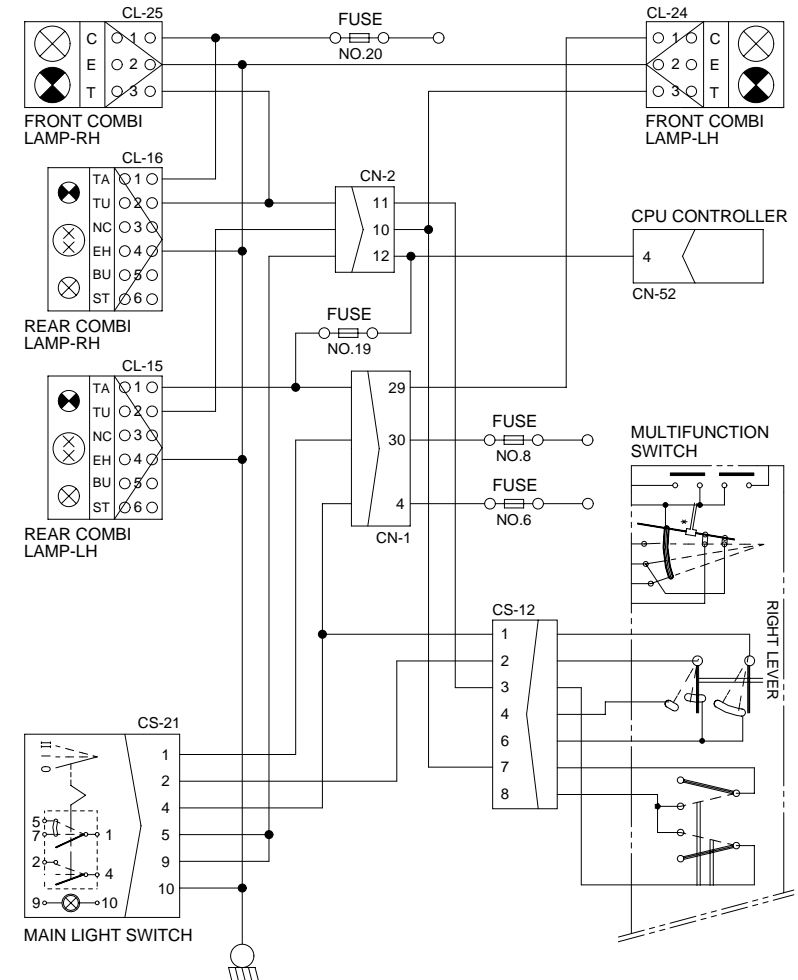 CL-25
C 1
E 2
T 3
FRONT COMBI
LAMP-RH
FUSE
NO.20
CL-24
1 C
2 E
3 T
FRONT COMBI
LAMP-LH
CL-16
TA 1
TU 2
NC 3
EH 4
BU 5
ST 6
REAR COMBI
LAMP-RH
CN-2
11
10
12
CPU CONTROLLER
4
CN-52
FUSE
NO.19
CL-15
TA 1
TU 2
NC 3
EH 4
BU 5
ST 6
REAR COMBI
LAMP-LH
29
30
4
CN-1
FUSE
NO.8
FUSE
NO.6
MULTIFUNCTION
SWITCH
*
RIGHT LEVER
CS-12
1
2
3
4
6
7
8
CS-21
II
I
O
5
7 1
2
4
9 10
1
2
4
5
9
10
MAIN LIGHT SWITCH